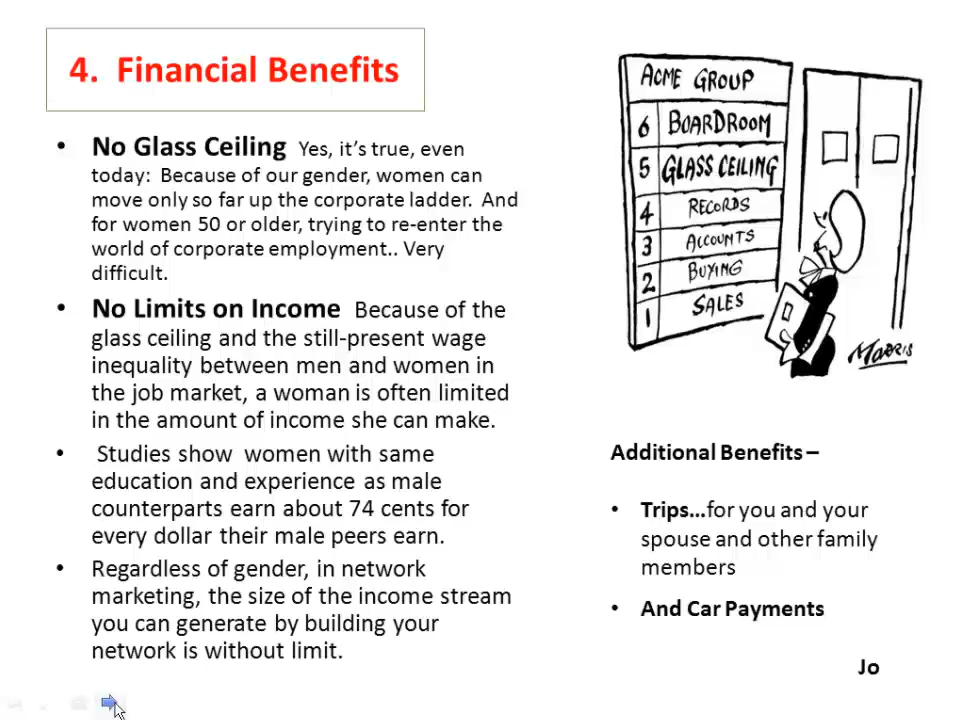 4. Financial Benefits
• No Glass Ceiling Yes, it's true, even
today: Because of our gender, women can
move only so far up the corporate ladder. And
for women 50 or older, trying to re-enter the
world of corporate employment.. Very
difficult.
• No Limits on Income Because of the
glass ceiling and the still-present wage
inequality between men and women in
the job market, a woman is often limited
in the amount of income she can make.
• Studies show women with same
education and experience as male
counterparts earn about 74 cents for
every dollar their male peers earn.
• Regardless of gender, in network
marketing, the size of the income stream
you can generate by building your
network is without limit.
ACME GROUP
6 BOARDROOM
5 GLASS CEILING
4 RECORDS
3 ACCOUNTS
2 BUYING
1 SALES
MORRIS
Additional Benefits –
• Trips...for you and your
spouse and other family
members
• And Car Payments
Jo